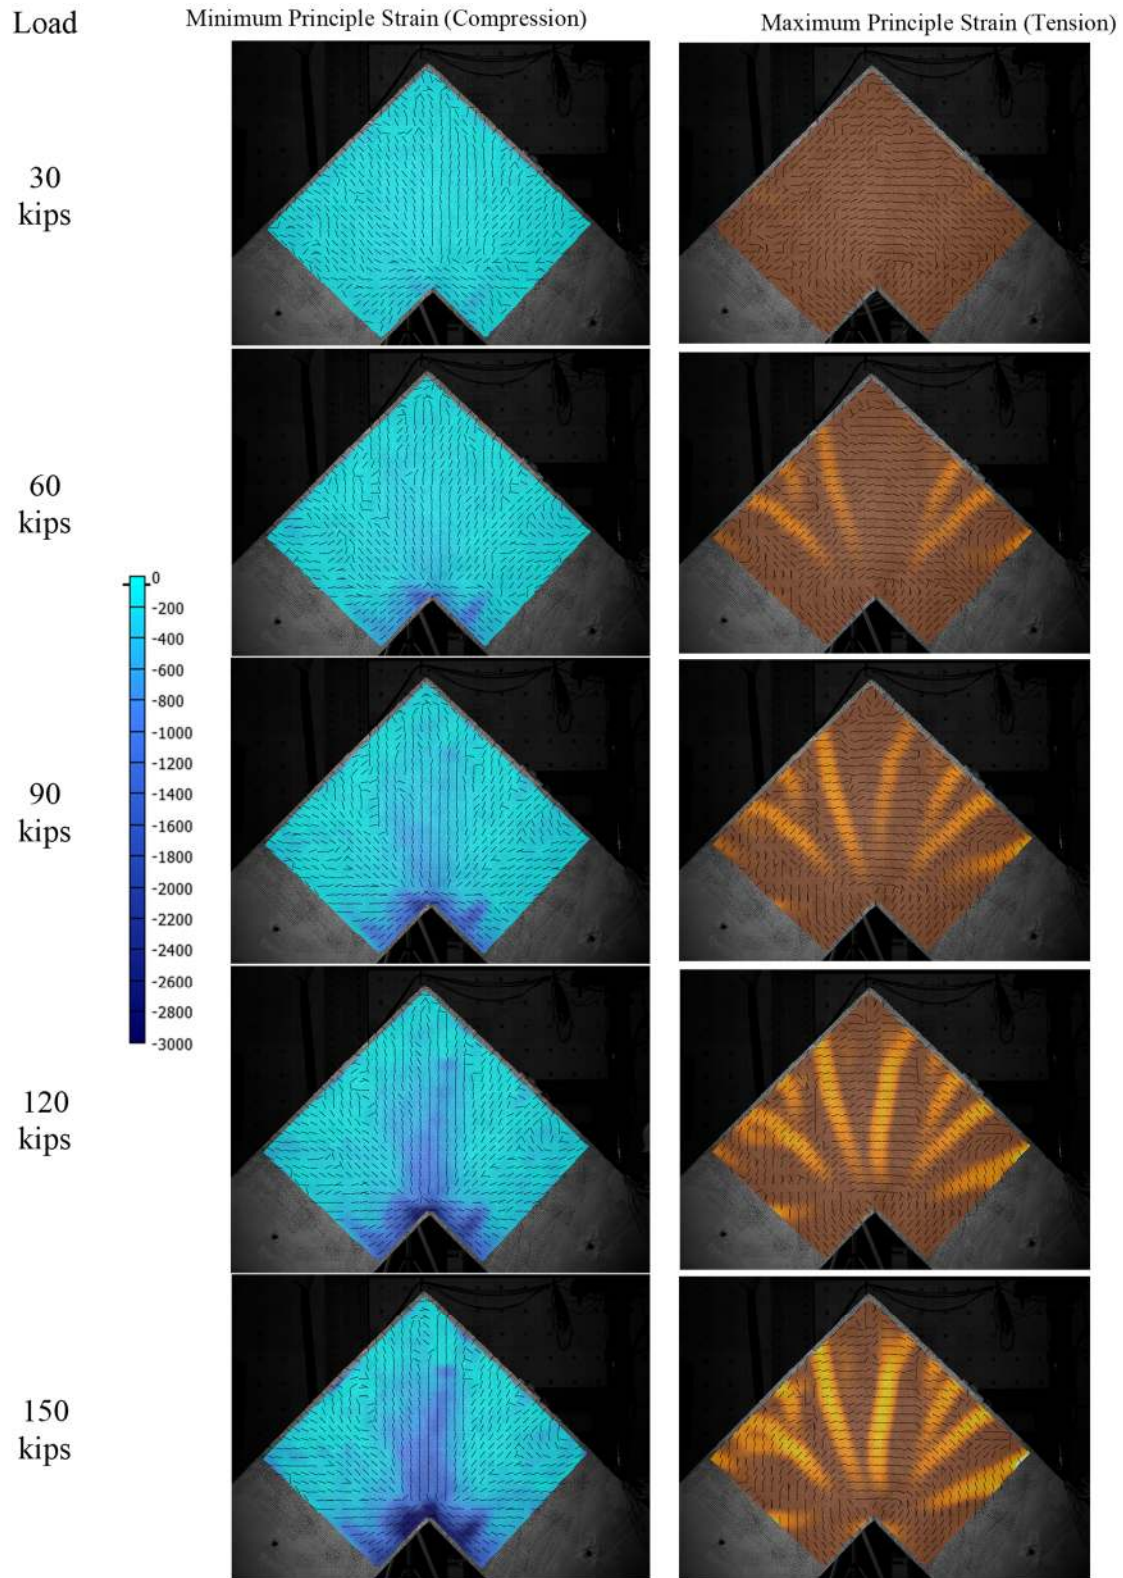 Load
Minimum Principle Strain (Compression)
Maximum Principle Strain (Tension)
30
kips
60
kips
0
-200
-400
-600
-800
-1000
-1200
-1400
-1600
-1800
-2000
-2200
-2400
-2600
-2800
-3000
90
kips
120
kips
150
kips